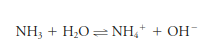 NH₃ + H₂O ⇌ NH₄⁺ + OH⁻